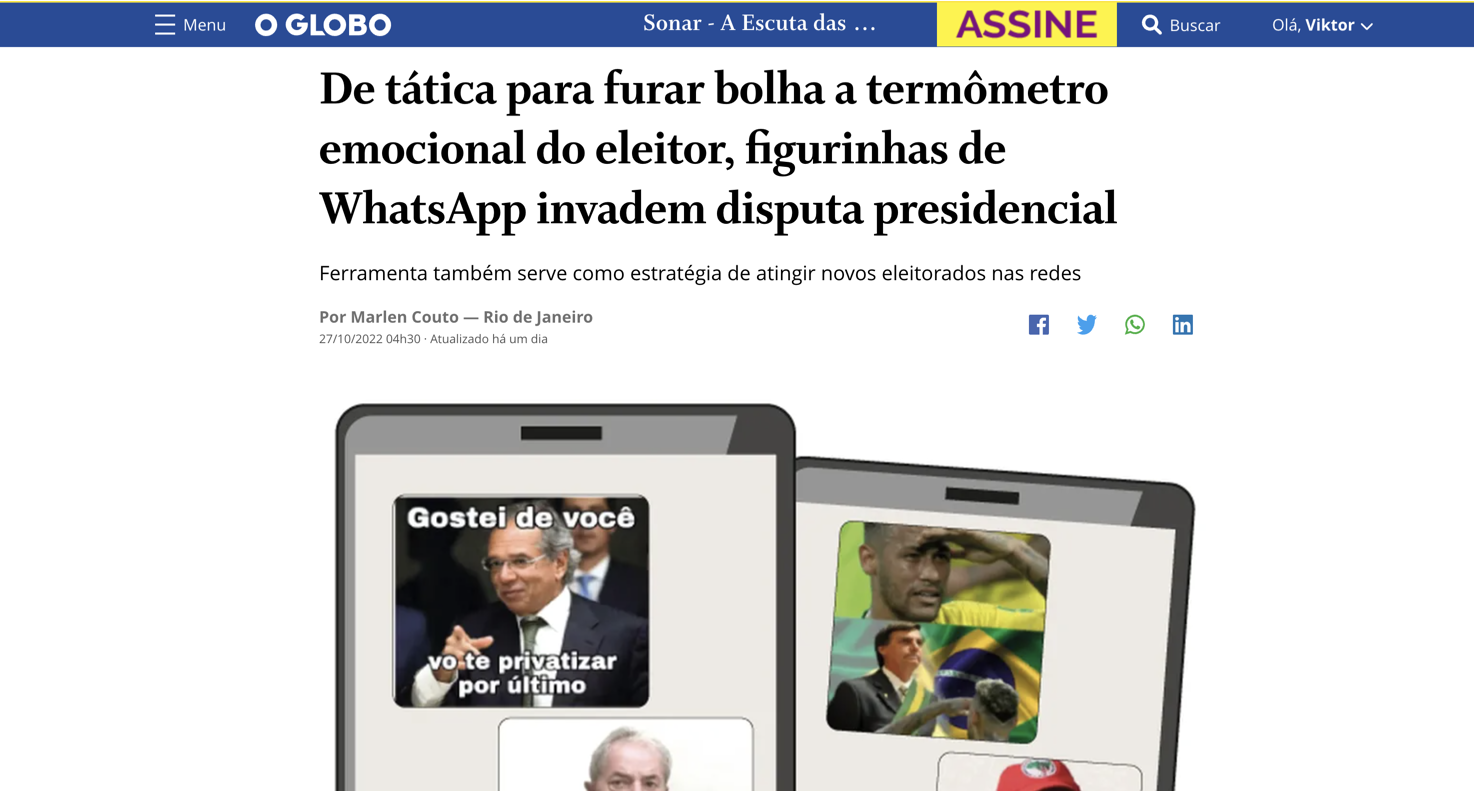 Menu
O GLOBO
Sonar - A Escuta das ...
ASSINE
Buscar
Olá, Viktor
De tática para furar bolha a termômetro
emocional do eleitor, figurinhas de
WhatsApp invadem disputa presidencial
Ferramenta também serve como estratégia de atingir novos eleitorados nas redes
Por Marlen Couto — Rio de Janeiro
27/10/2022 04h30 · Atualizado há um dia
Gostei de você
vo te privatizar
por último